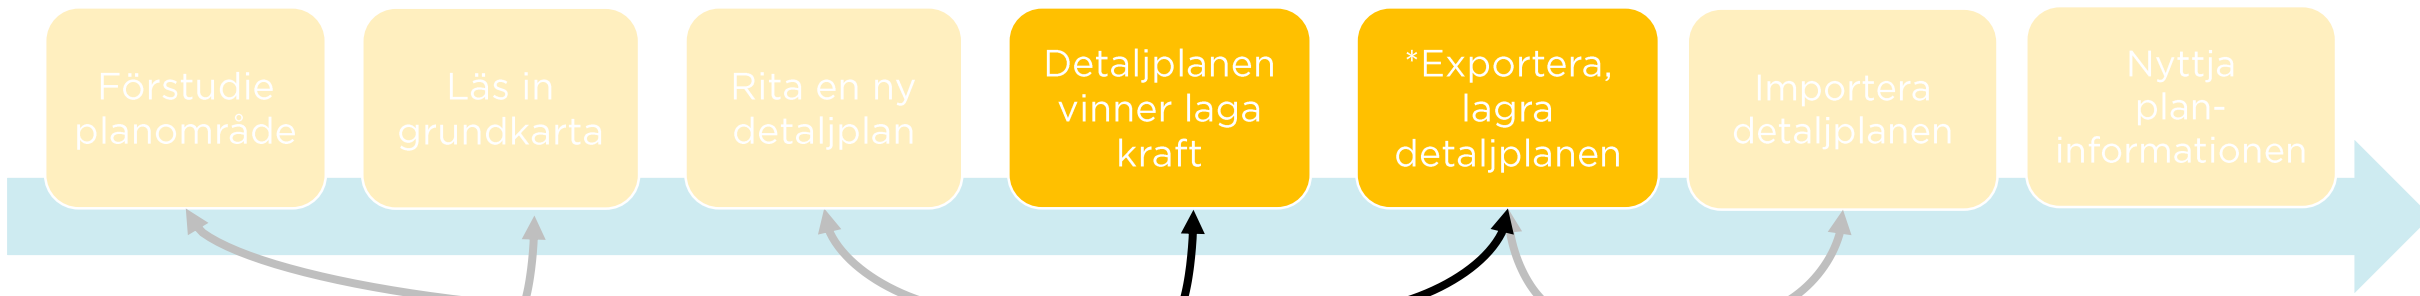 Förstudie
planområde
Läs in
grundkarta
Rita en ny
detaljplan
Detaljplanen
vinner laga
kraft
*Exportera,
lagra
detaljplanen
Importera
detaljplanen
Nyttja
plan-
informationen